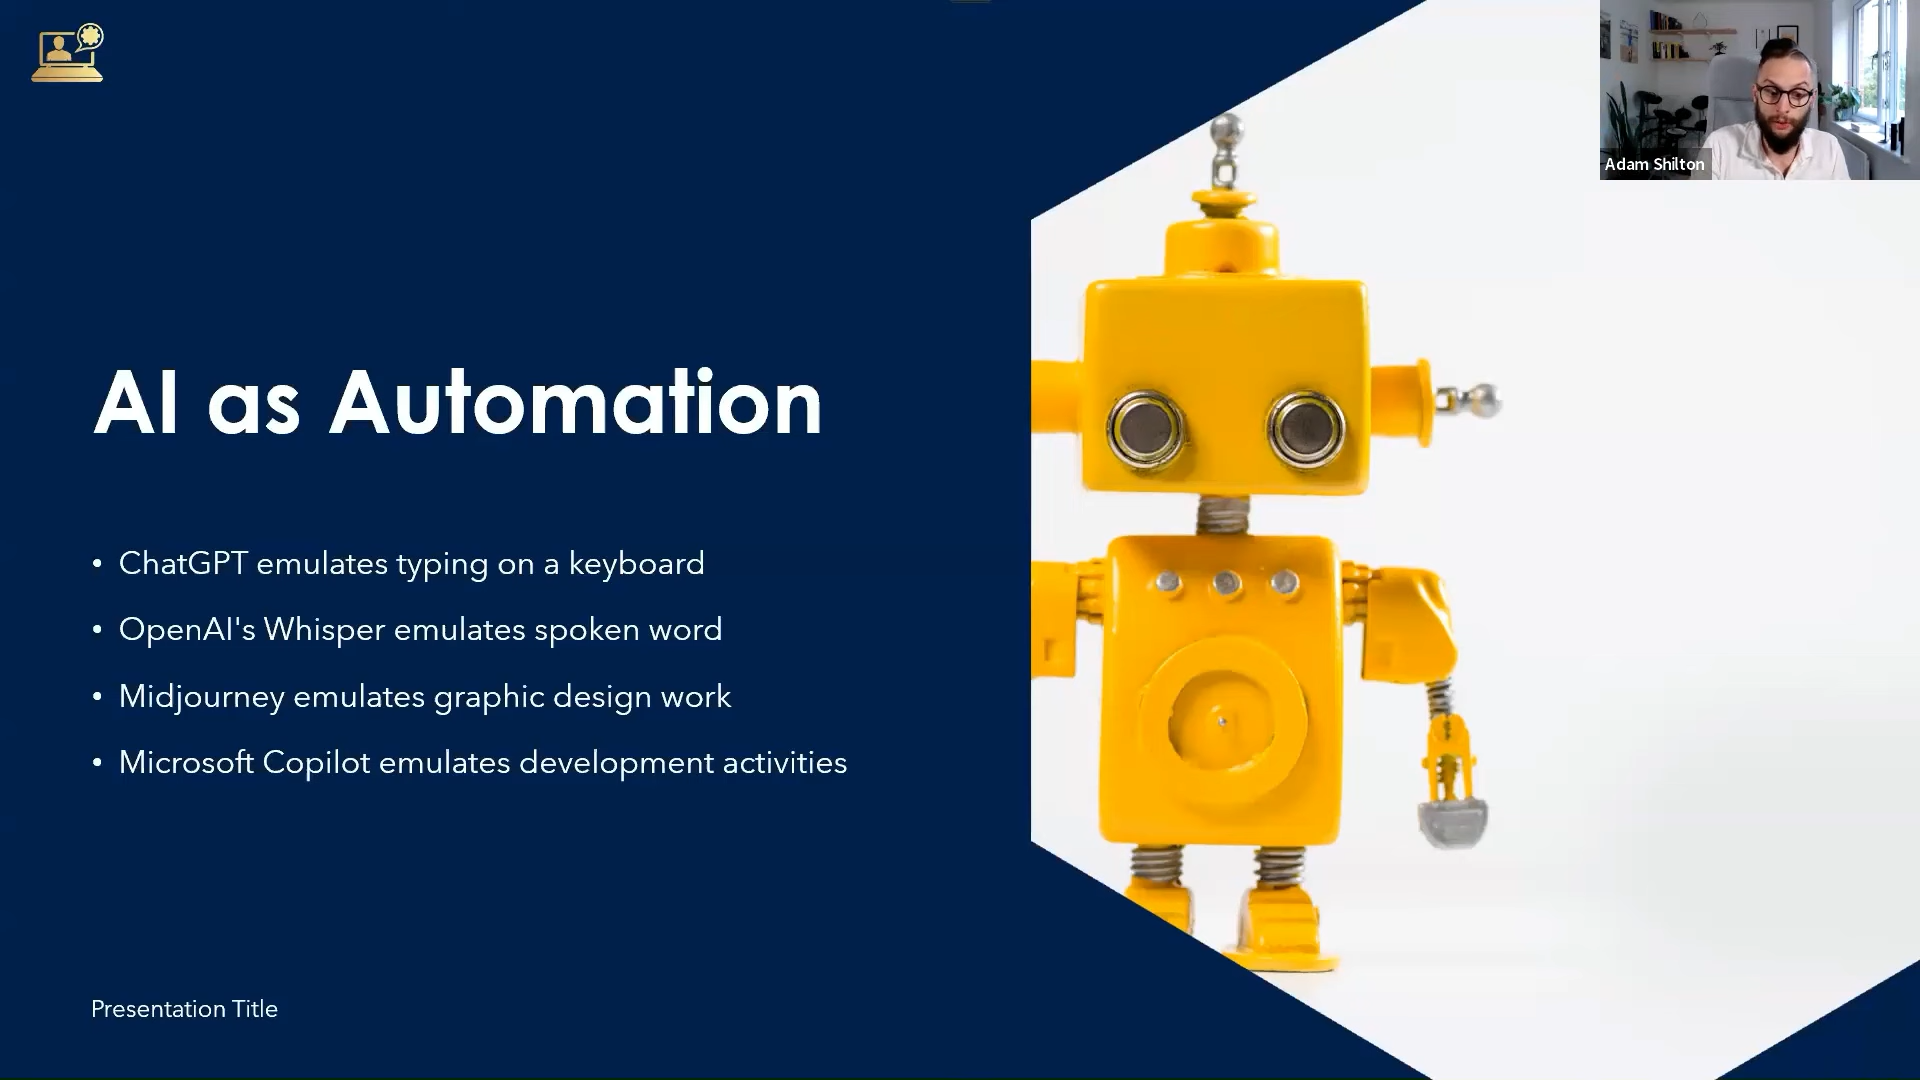 Adam Shilton
AI as Automation
• ChatGPT emulates typing on a keyboard
• OpenAI's Whisper emulates spoken word
• Midjourney emulates graphic design work
• Microsoft Copilot emulates development activities
Presentation Title